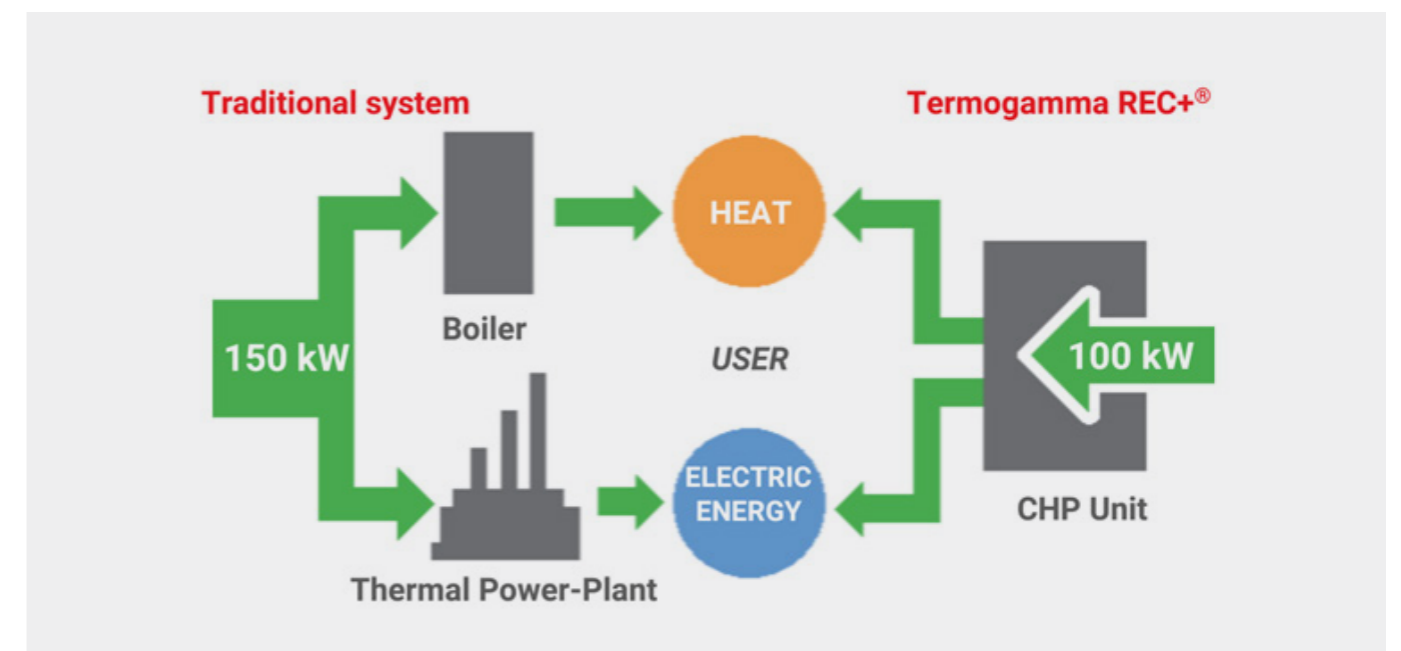 Traditional system
Termogamma REC+®
HEAT
Boiler
150 kW
USER
100 kW
ELECTRIC
ENERGY
CHP Unit
Thermal Power-Plant